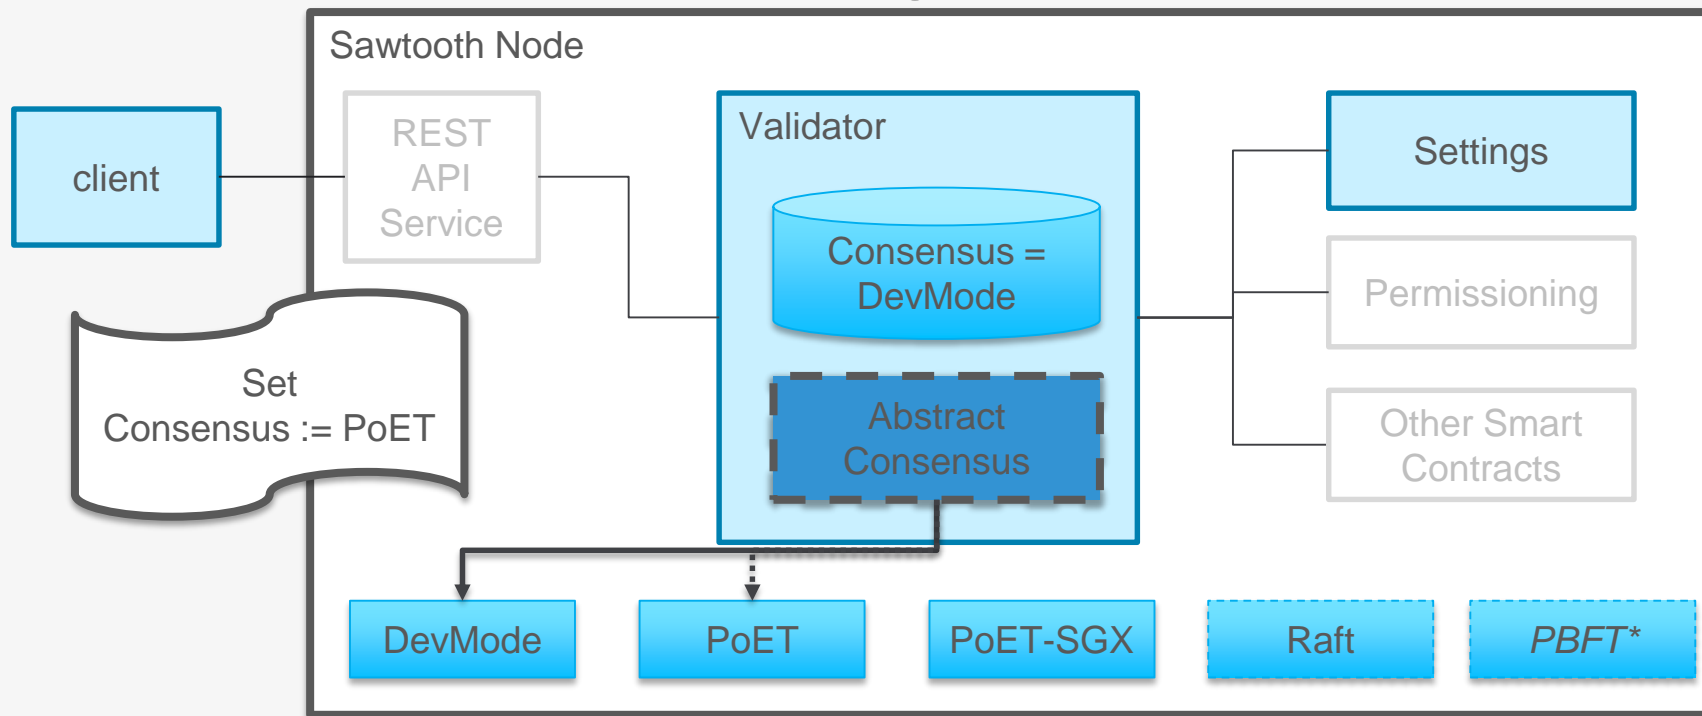 Sawtooth Node
client
REST
API
Service
Validator
Consensus =
DevMode
Abstract
Consensus
Settings
Permissioning
Other Smart
Contracts
Set
Consensus := PoET
DevMode
PoET
PoET-SGX
Raft
PBFT*